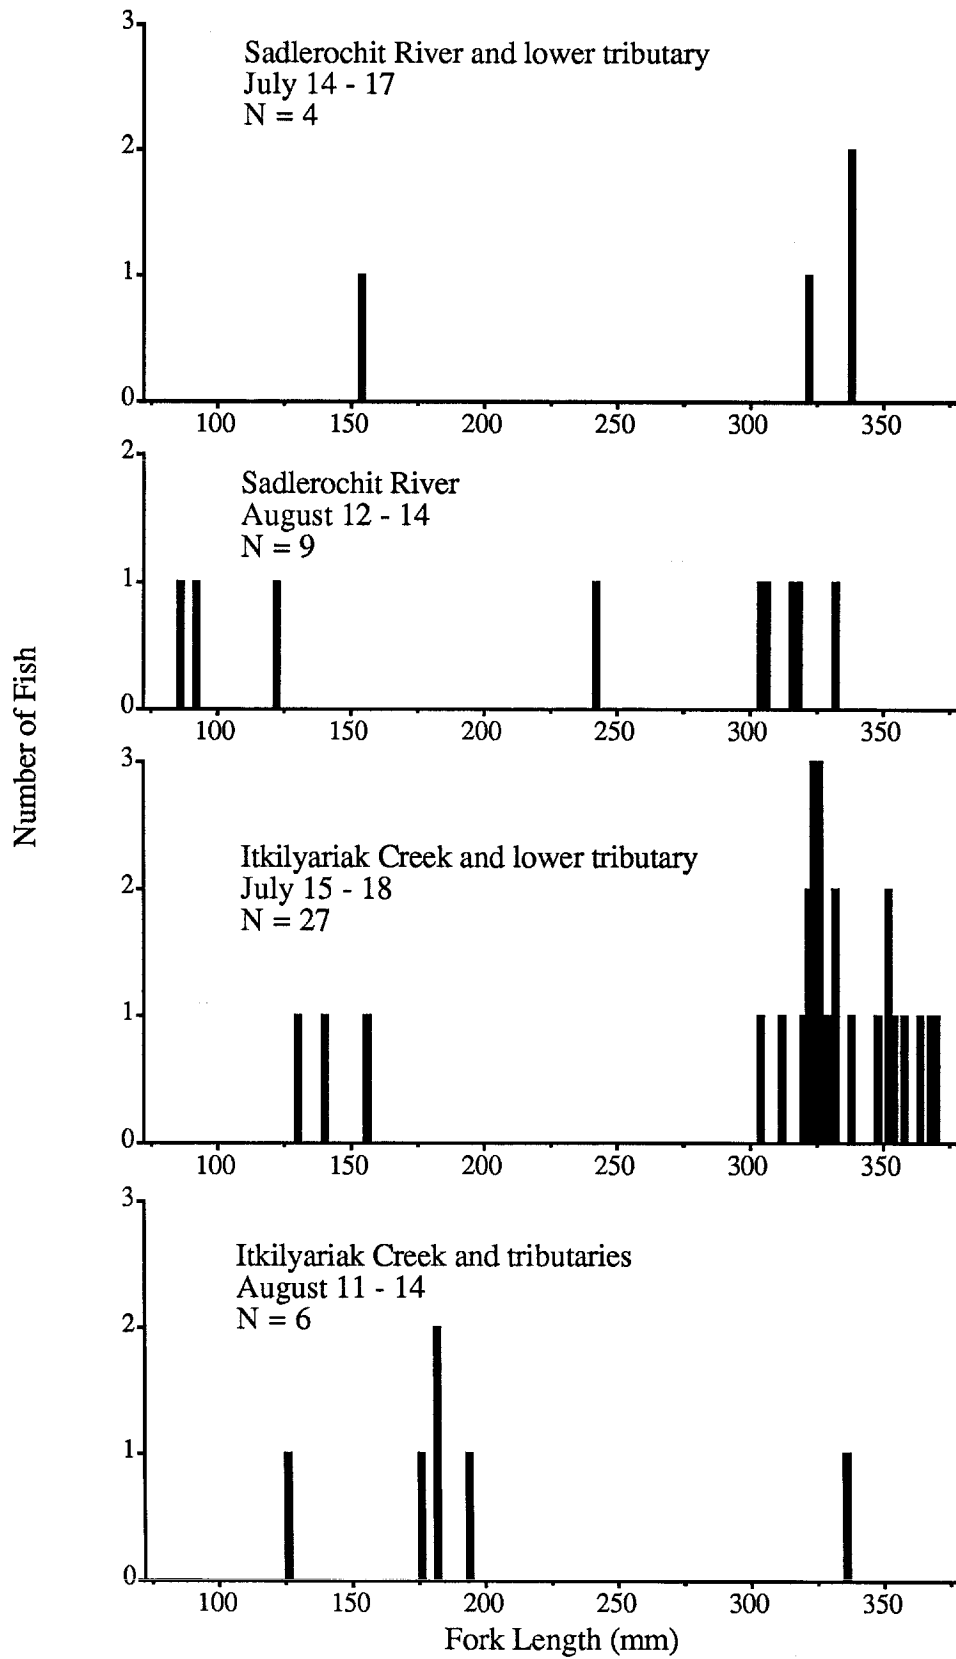 3
Sadlerochit River and lower tributary
July 14 - 17
N = 4
2
1
0
100 150 200 250 300 350
2
Sadlerochit River
August 12 - 14
N = 9
1
0
100 150 200 250 300 350
Number of Fish
3
Itkilyariak Creek and lower tributary
July 15 - 18
N = 27
2
1
0
100 150 200 250 300 350
3
Itkilyariak Creek and tributaries
August 11 - 14
N = 6
2
1
0
100 150 200 250 300 350
Fork Length (mm)